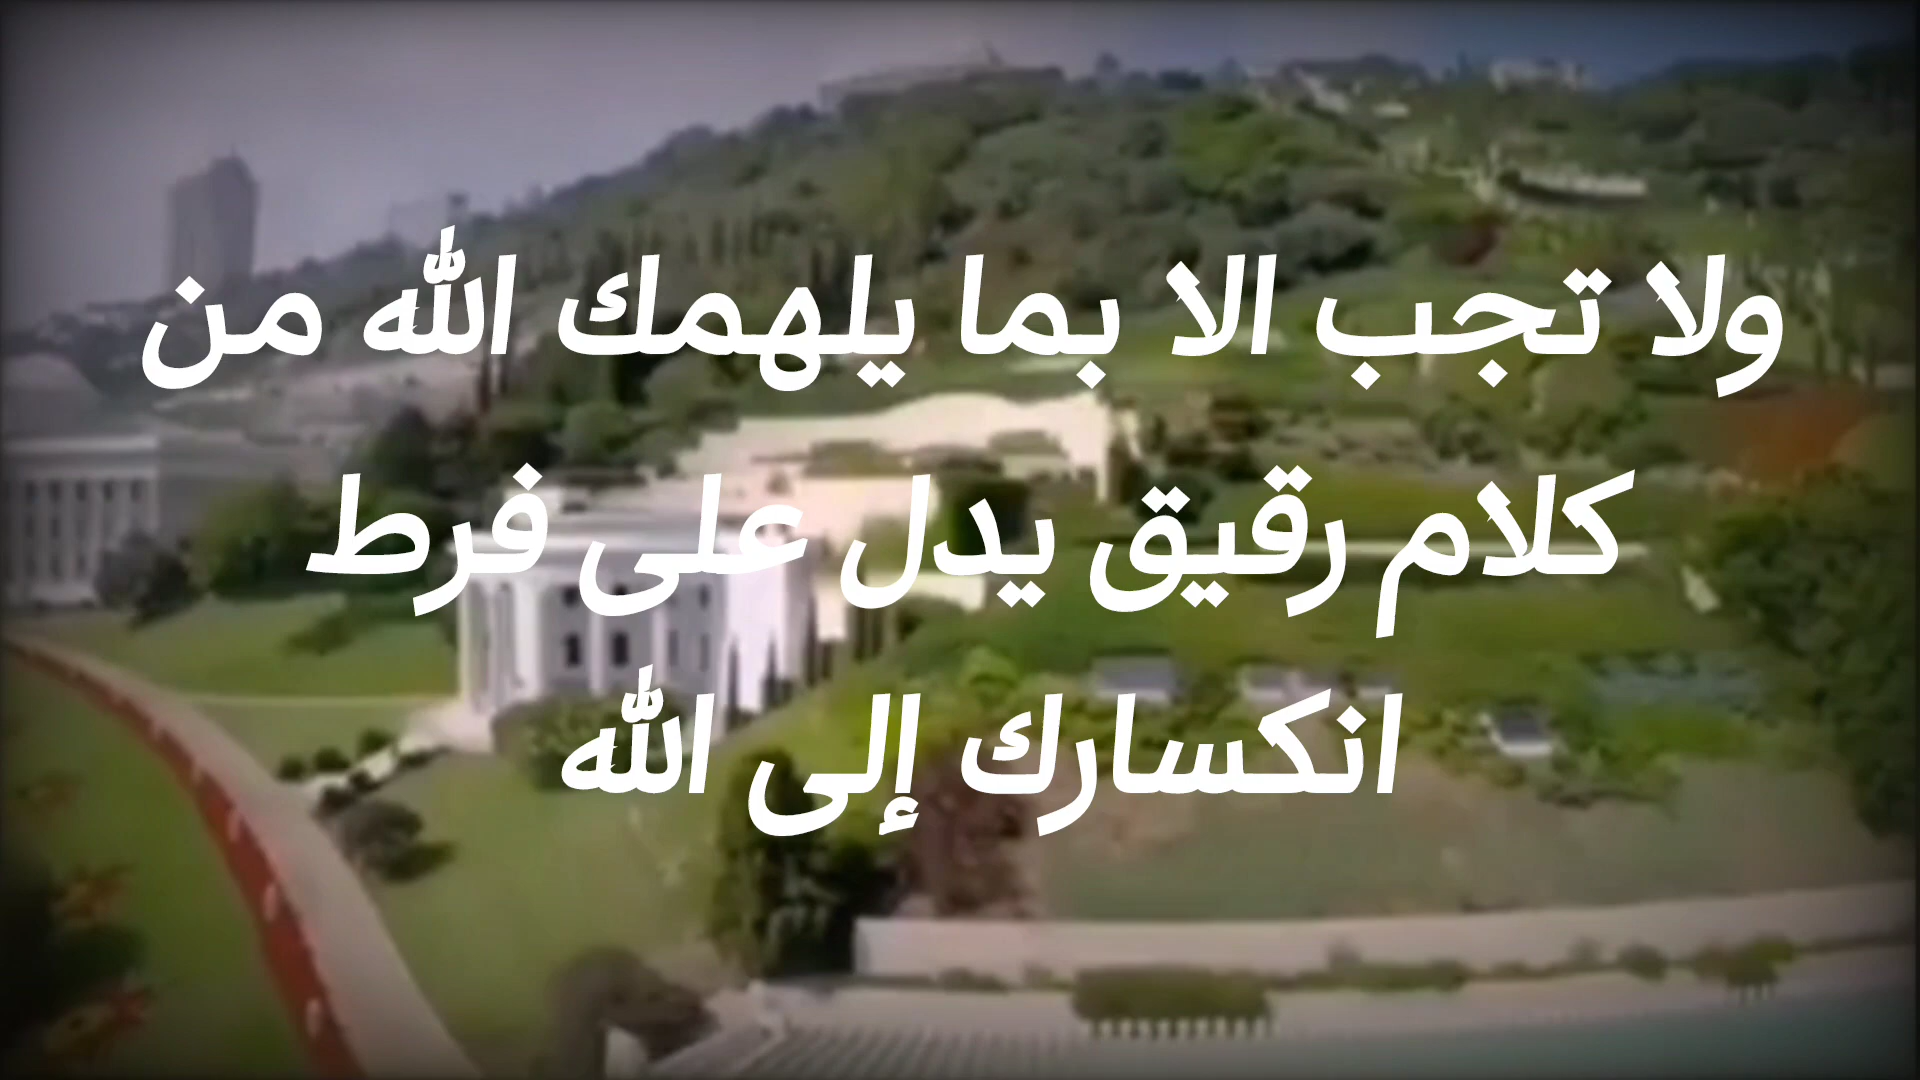 ولا تجب الا بما يلهمك الله من
كلام رقيق يدل على فرط
انكسارك إلى الله